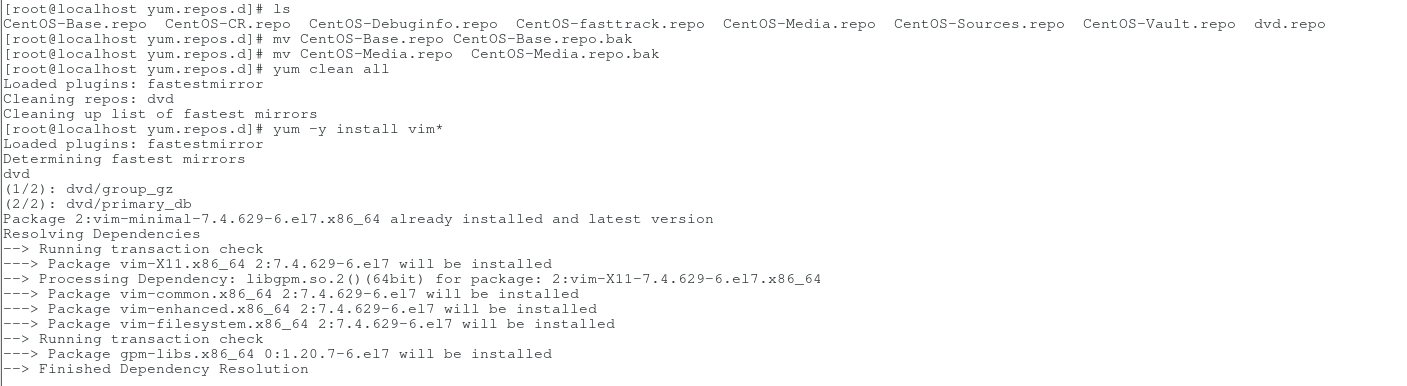 [root@localhost yum.repos.d]# ls
CentOS-Base.repo  CentOS-CR.repo  CentOS-Debuginfo.repo  CentOS-fasttrack.repo  CentOS-Media.repo  CentOS-Sources.repo  CentOS-Vault.repo  dvd.repo
[root@localhost yum.repos.d]# mv CentOS-Base.repo CentOS-Base.repo.bak
[root@localhost yum.repos.d]# mv CentOS-Media.repo  CentOS-Media.repo.bak
[root@localhost yum.repos.d]# yum clean all
Loaded plugins: fastestmirror
Cleaning repos: dvd
Cleaning up list of fastest mirrors
[root@localhost yum.repos.d]# yum -y install vim*
Loaded plugins: fastestmirror
Determining fastest mirrors
dvd
(1/2): dvd/group_gz
(2/2): dvd/primary_db
Package 2:vim-minimal-7.4.629-6.el7.x86_64 already installed and latest version
Resolving Dependencies
--> Running transaction check
---> Package vim-X11.x86_64 2:7.4.629-6.el7 will be installed
--> Processing Dependency: libgpm.so.2()(64bit) for package: 2:vim-X11-7.4.629-6.el7.x86_64
---> Package vim-common.x86_64 2:7.4.629-6.el7 will be installed
---> Package vim-enhanced.x86_64 2:7.4.629-6.el7 will be installed
---> Package vim-filesystem.x86_64 2:7.4.629-6.el7 will be installed
--> Running transaction check
---> Package gpm-libs.x86_64 0:1.20.7-6.el7 will be installed
--> Finished Dependency Resolution